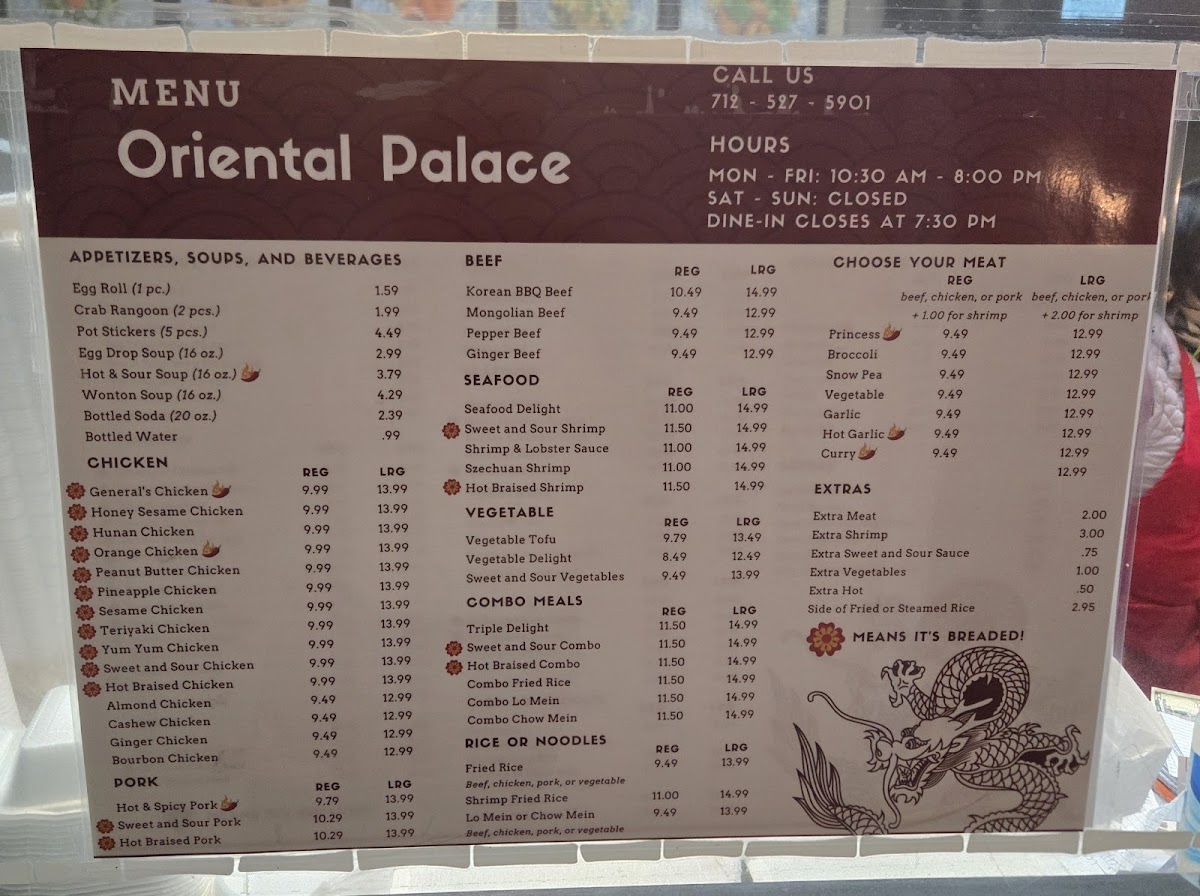 MENU
Oriental Palace
CALL US
712 - 527 - 5901
HOURS
MON - FRI: 10:30 AM - 8:00 PM
SAT - SUN: CLOSED
DINE-IN CLOSES AT 7:30 PM
APPETIZERS, SOUPS, AND BEVERAGES
Egg Roll (1 pc.) 1.59
Crab Rangoon (2 pcs.) 1.99
Pot Stickers (5 pcs.) 4.49
Egg Drop Soup (16 oz.) 2.99
Hot & Sour Soup (16 oz.) 3.79
Wonton Soup (16 oz.) 4.29
Bottled Soda (20 oz.) 2.39
Bottled Water .99
CHICKEN REG LRG
General's Chicken 9.99 13.99
Honey Sesame Chicken 9.99 13.99
Hunan Chicken 9.99 13.99
Orange Chicken 9.99 13.99
Peanut Butter Chicken 9.99 13.99
Pineapple Chicken 9.99 13.99
Sesame Chicken 9.99 13.99
Teriyaki Chicken 9.99 13.99
Yum Yum Chicken 9.99 13.99
Sweet and Sour Chicken 9.99 13.99
Hot Braised Chicken 9.99 13.99
Almond Chicken 9.49 12.99
Cashew Chicken 9.49 12.99
Ginger Chicken 9.49 12.99
Bourbon Chicken 9.49 12.99
PORK REG LRG
Hot & Spicy Pork 9.79 13.99
Sweet and Sour Pork 10.29 13.99
Hot Braised Pork 10.29 13.99
BEEF REG LRG
Korean BBQ Beef 10.49 14.99
Mongolian Beef 9.49 12.99
Pepper Beef 9.49 12.99
Ginger Beef 9.49 12.99
SEAFOOD REG LRG
Seafood Delight 11.00 14.99
Sweet and Sour Shrimp 11.50 14.99
Shrimp & Lobster Sauce 11.00 14.99
Szechuan Shrimp 11.00 14.99
Hot Braised Shrimp 11.50 14.99
VEGETABLE REG LRG
Vegetable Tofu 9.79 13.49
Vegetable Delight 8.49 12.49
Sweet and Sour Vegetables 9.49 13.99
COMBO MEALS REG LRG
Triple Delight 11.50 14.99
Sweet and Sour Combo 11.50 14.99
Hot Braised Combo 11.50 14.99
Combo Fried Rice 11.50 14.99
Combo Lo Mein 11.50 14.99
Combo Chow Mein 11.50 14.99
RICE OR NOODLES REG LRG
Fried Rice 9.49 13.99
Beef, chicken, pork, or vegetable
Shrimp Fried Rice 11.00 14.99
Lo Mein or Chow Mein 9.49 13.99
Beef, chicken, pork, or vegetable
CHOOSE YOUR MEAT
REG LRG
beef, chicken, or pork beef, chicken, or pork
+ 1.00 for shrimp + 2.00 for shrimp
Princess 9.49 12.99
Broccoli 9.49 12.99
Snow Pea 9.49 12.99
Vegetable 9.49 12.99
Garlic 9.49 12.99
Hot Garlic 9.49 12.99
Curry 9.49 12.99
12.99
EXTRAS
Extra Meat 2.00
Extra Shrimp 3.00
Extra Sweet and Sour Sauce .75
Extra Vegetables 1.00
Extra Hot .50
Side of Fried or Steamed Rice 2.95
MEANS IT'S BREADED!